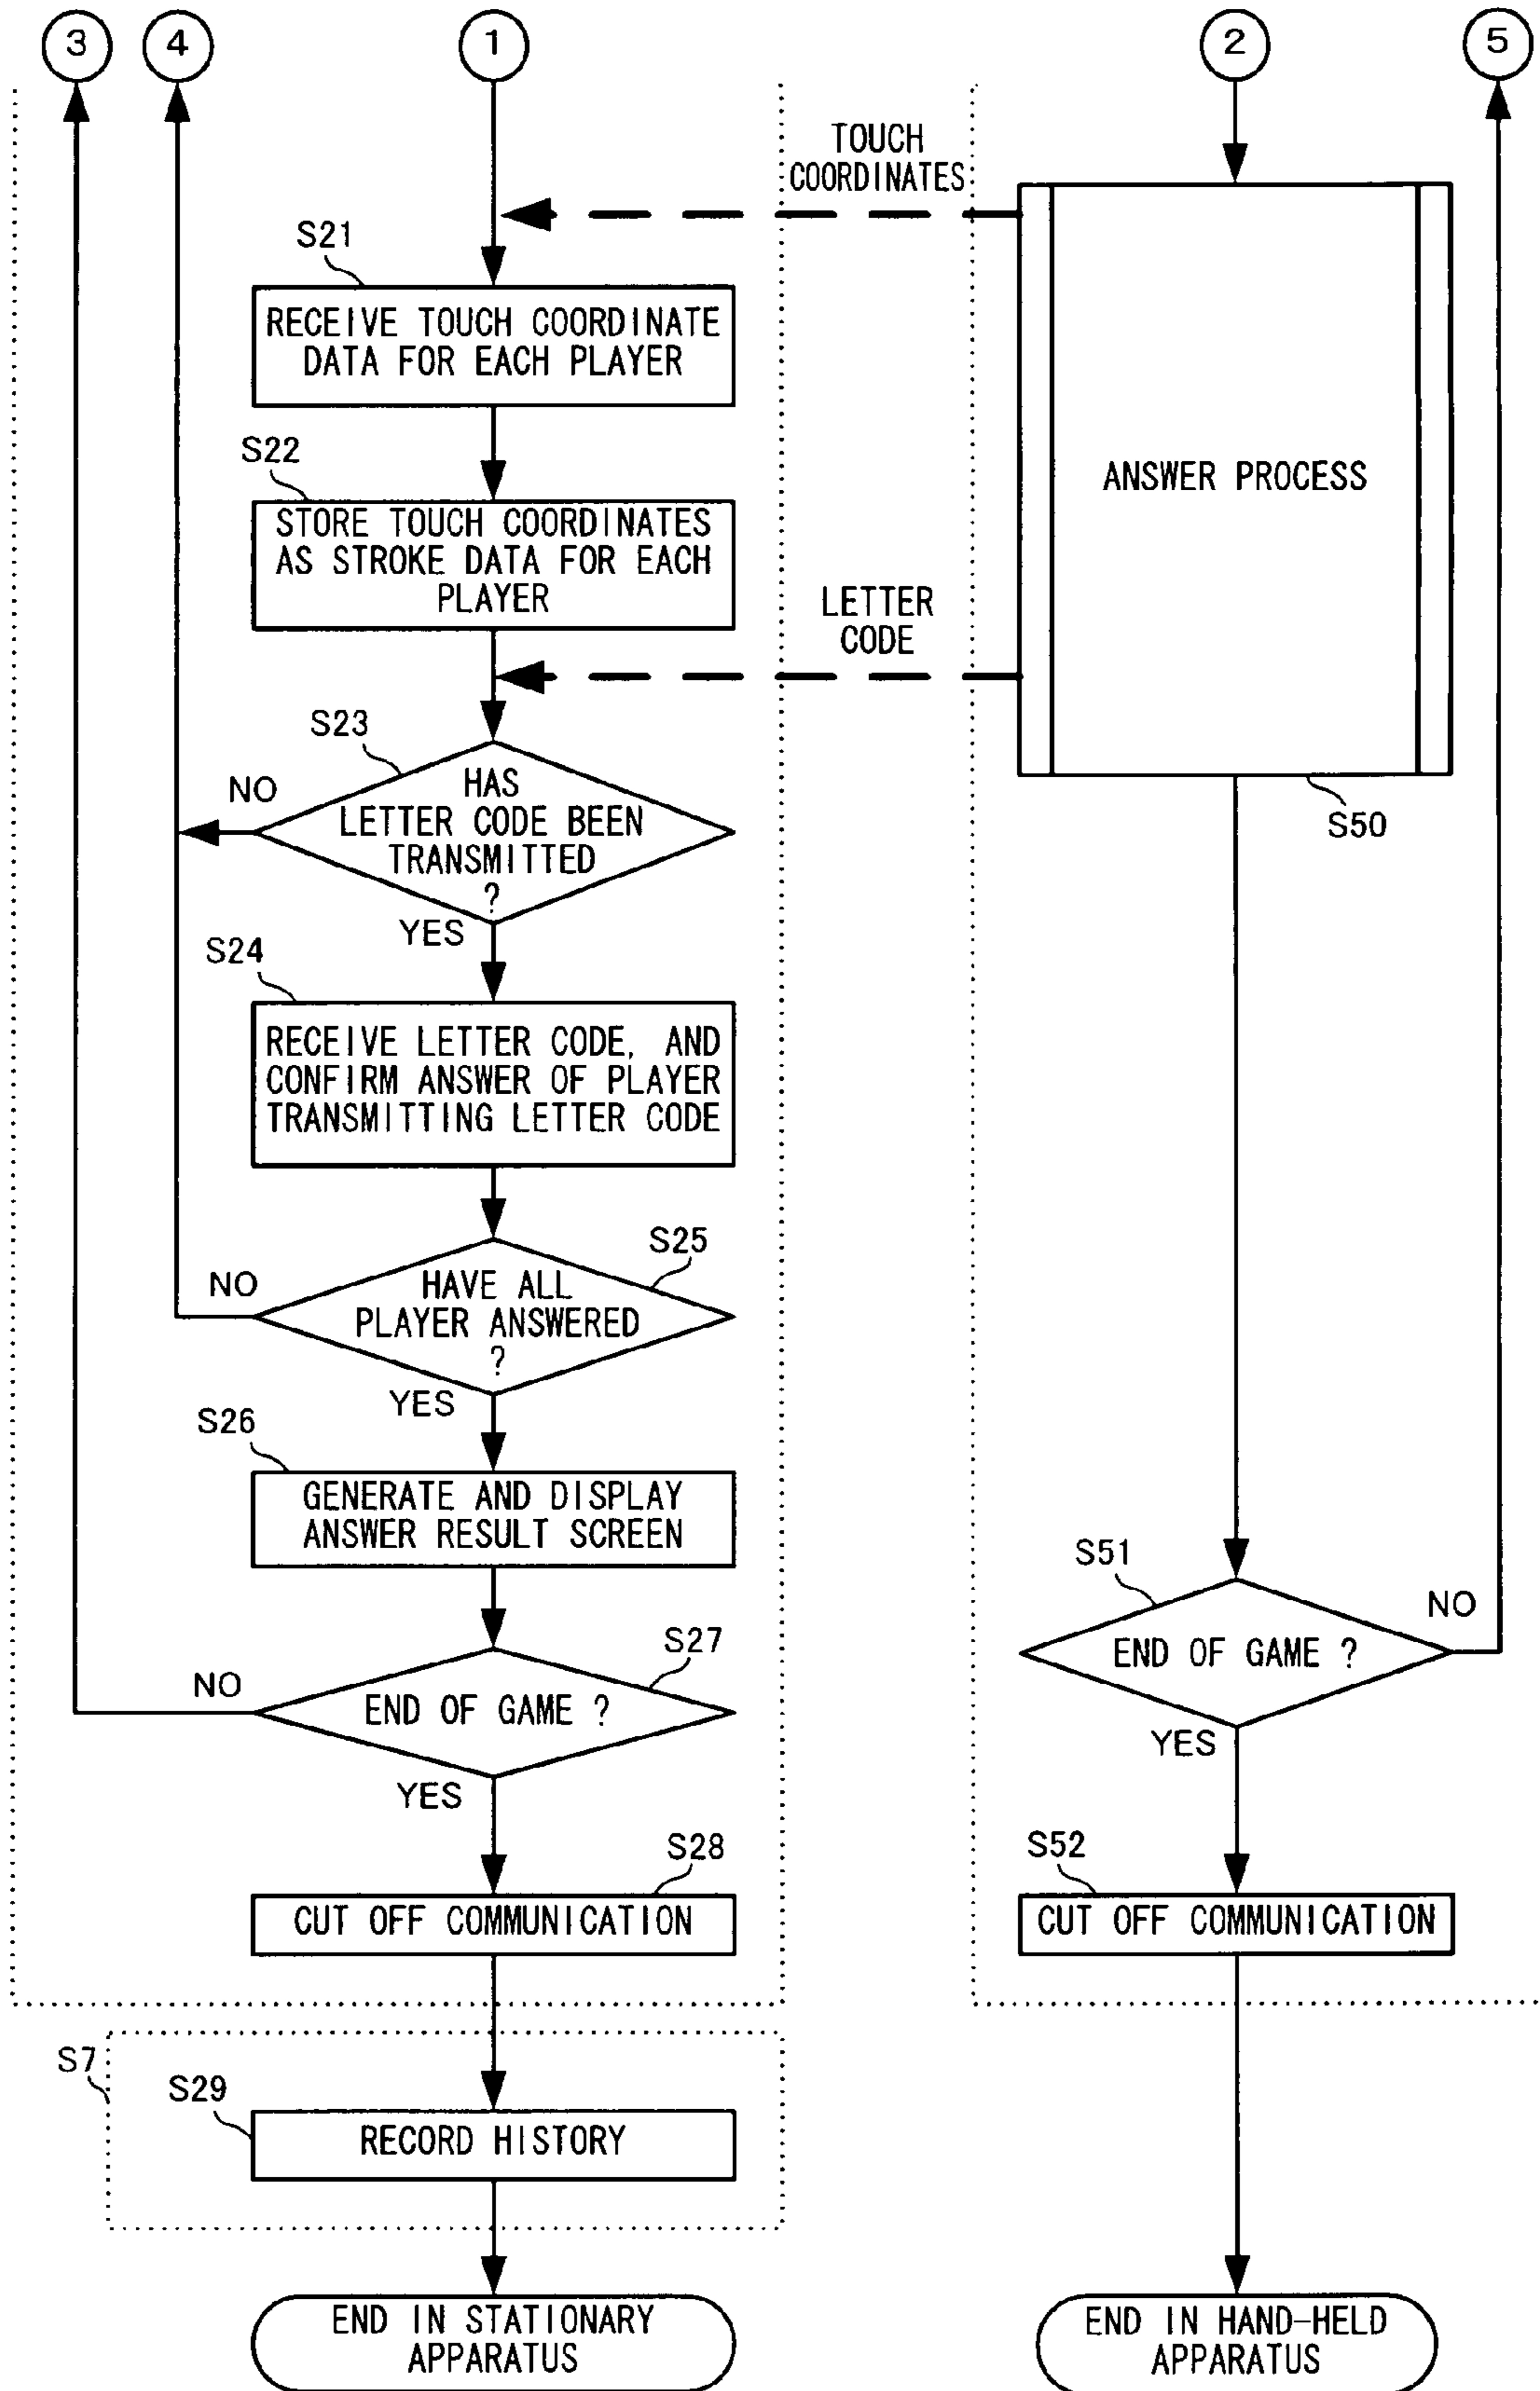 3
4
1
2
5
TOUCH
COORDINATES
S21
RECEIVE TOUCH COORDINATE
DATA FOR EACH PLAYER
S22
STORE TOUCH COORDINATES
AS STROKE DATA FOR EACH
PLAYER
ANSWER PROCESS
LETTER
CODE
S50
S23
NO
HAS
LETTER CODE BEEN
TRANSMITTED
?
YES
S24
RECEIVE LETTER CODE, AND
CONFIRM ANSWER OF PLAYER
TRANSMITTING LETTER CODE
S25
NO
HAVE ALL
PLAYER ANSWERED
?
YES
S26
GENERATE AND DISPLAY
ANSWER RESULT SCREEN
S27
NO
END OF GAME ?
YES
S51
NO
END OF GAME ?
YES
S28
CUT OFF COMMUNICATION
S52
CUT OFF COMMUNICATION
S7
S29
RECORD HISTORY
END IN STATIONARY
APPARATUS
END IN HAND-HELD
APPARATUS